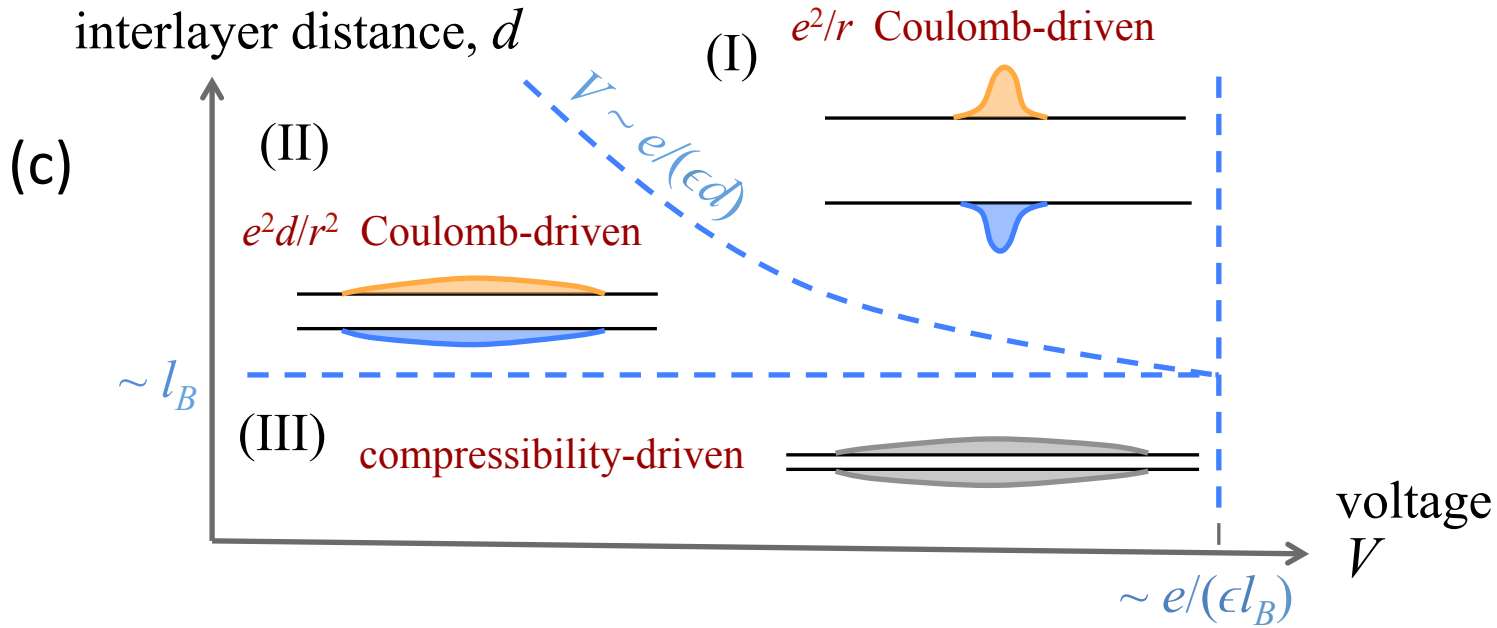 interlayer distance, d
(I)
e²/r Coulomb-driven
(c)
(II)
V ~ e/(ϵd)
e²d/r² Coulomb-driven
~ l_B
(III)
compressibility-driven
voltage
V
~ e/(ϵl_B)